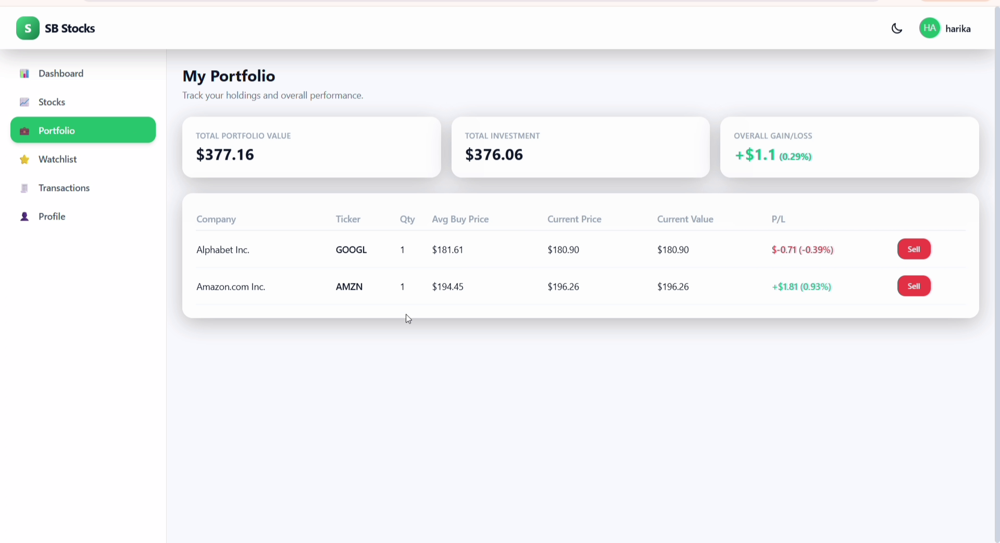 S SB Stocks
HA harika
Dashboard
Stocks
Portfolio
Watchlist
Transactions
Profile
My Portfolio
Track your holdings and overall performance.
TOTAL PORTFOLIO VALUE
$377.16
TOTAL INVESTMENT
$376.06
OVERALL GAIN/LOSS
+$1.1 (0.29%)
Company Ticker Qty Avg Buy Price Current Price Current Value P/L
Alphabet Inc. GOOGL 1 $181.61 $180.90 $180.90 $-0.71 (-0.39%) Sell
Amazon.com Inc. AMZN 1 $194.45 $196.26 $196.26 +$1.81 (0.93%) Sell